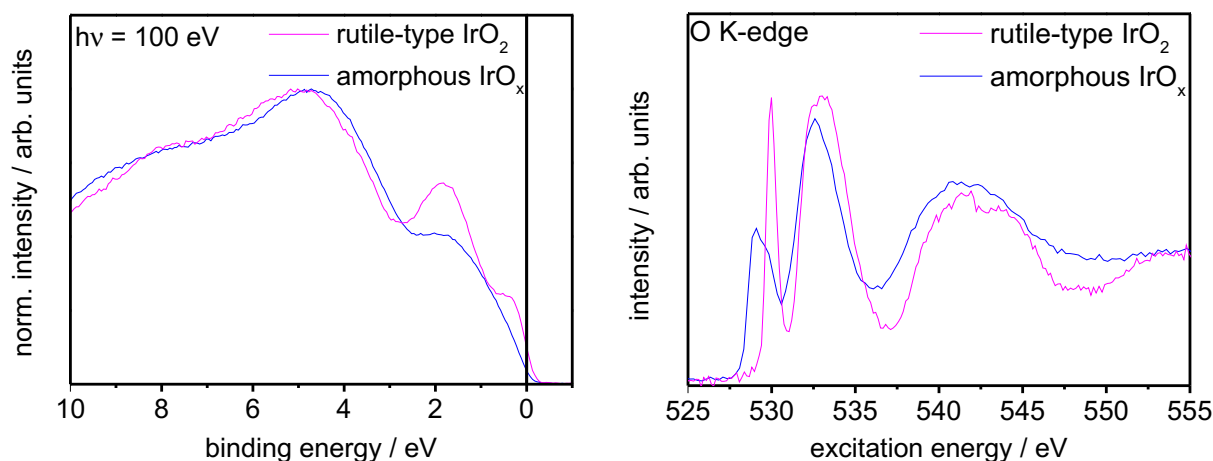 hν = 100 eV
rutile-type IrO₂
amorphous IrOₓ
norm. intensity / arb. units
10 8 6 4 2 0
binding energy / eV
O K-edge
rutile-type IrO₂
amorphous IrOₓ
intensity / arb. units
525 530 535 540 545 550 555
excitation energy / eV